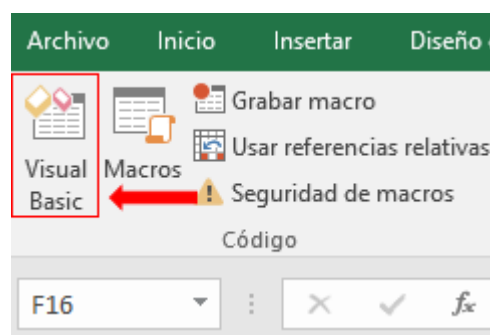 Archivo Inicio Insertar Diseño
Grabar macro
Usar referencias relativas
Visual Basic
Macros
Seguridad de macros
Código
F16
fx